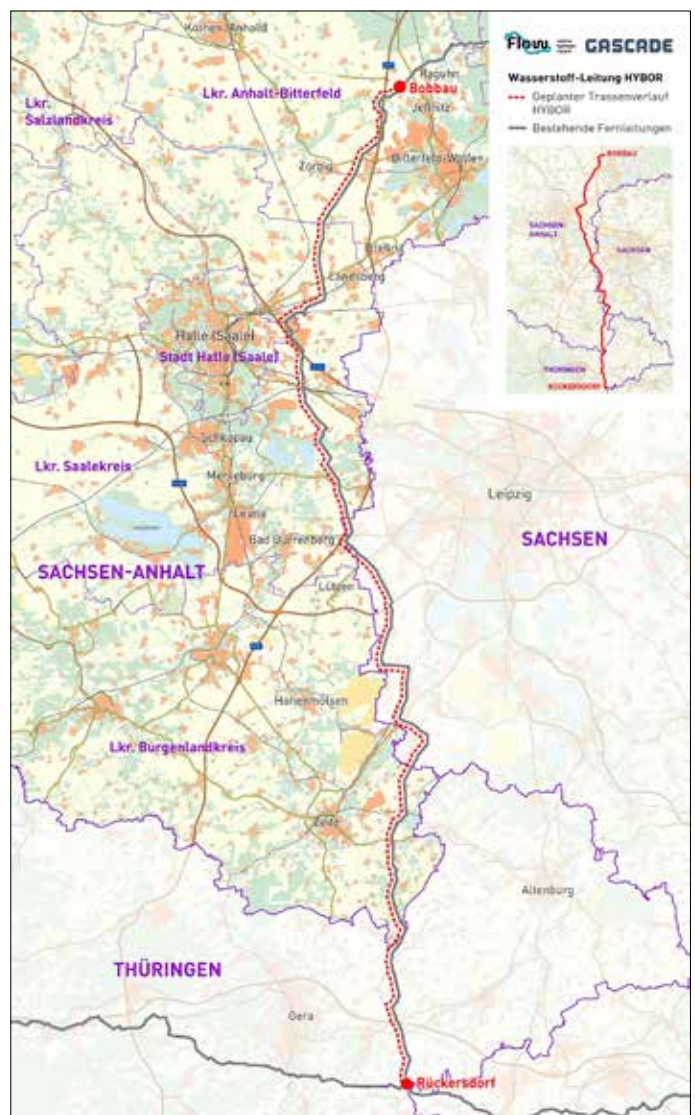 Flow
GASCADE
Wasserstoff-Leitung HYBOR
Geplanter Trassenverlauf
HYBOR
Bestehende Fernleitungen
BOBBAU
SACHSEN-
ANHALT
SACHSEN
THÜRINGEN
RÜCKERSDORF
Köthen (Anhalt)
Raguhn
Bobbau
Lkr. Anhalt-Bitterfeld
Jeßnitz
Lkr.
Salzlandkreis
Bitterfeld-Wolfen
Zörbig
Landsberg
Halle (Saale)
Stadt Halle (Saale)
Schkopau
Lkr. Saalekreis
Merseburg
Leipzig
Leuna
Bad Dürrenberg
SACHSEN
SACHSEN-ANHALT
Lützen
Hohenmölsen
Lkr. Burgenlandkreis
Zeitz
Altenburg
THÜRINGEN
Gera
Rückersdorf